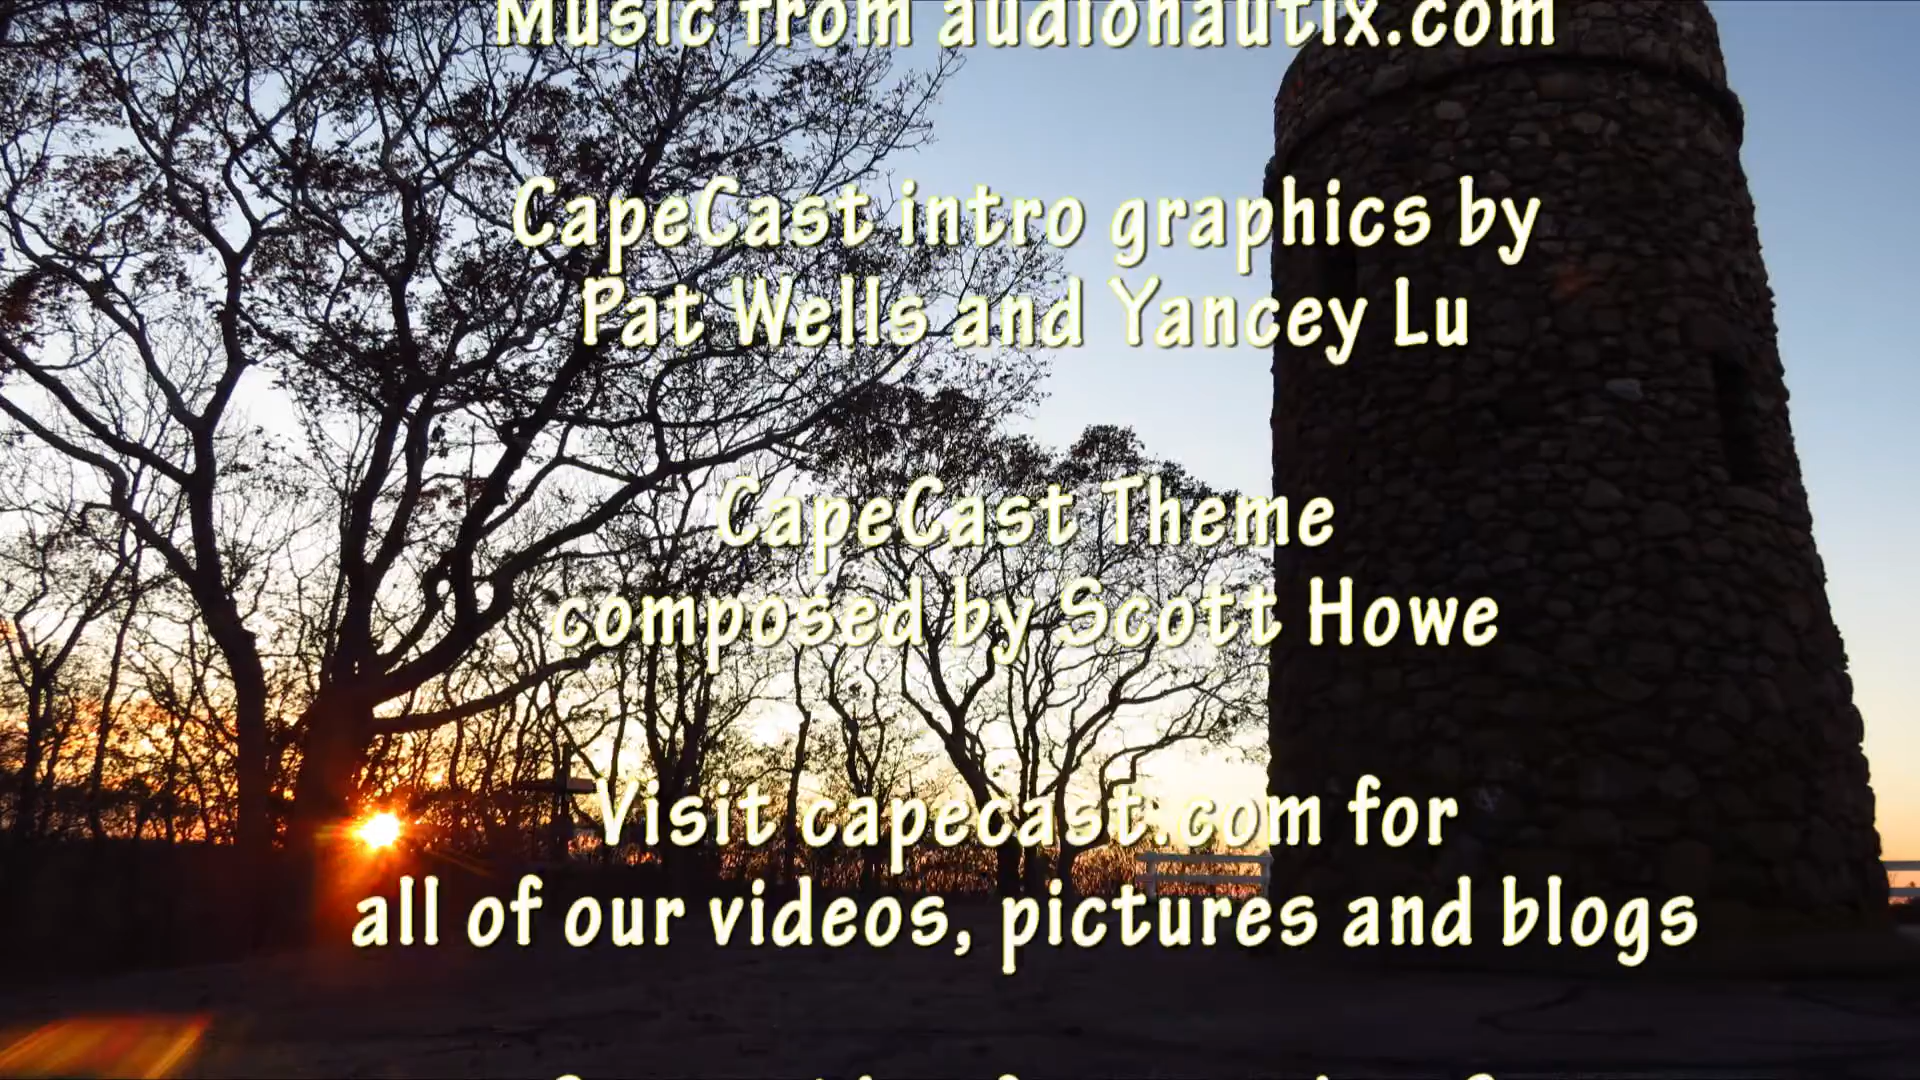 Music from audionautix.com
CapeCast intro graphics by
Pat Wells and Yancey Lu
CapeCast Theme
composed by Scott Howe
Visit capecast.com for
all of our videos, pictures and blogs